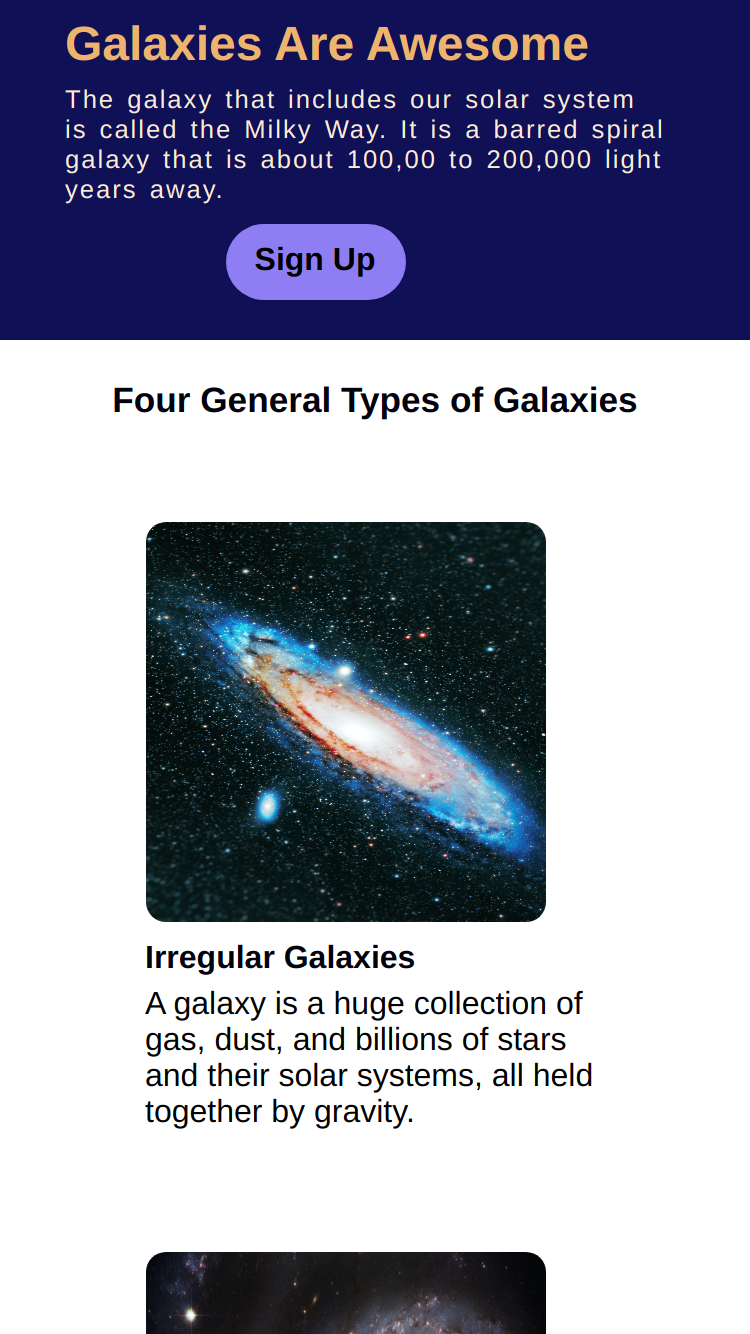 Galaxies Are Awesome
The galaxy that includes our solar system
is called the Milky Way. It is a barred spiral
galaxy that is about 100,00 to 200,000 light
years away.
Sign Up
Four General Types of Galaxies
Irregular Galaxies
A galaxy is a huge collection of
gas, dust, and billions of stars
and their solar systems, all held
together by gravity.